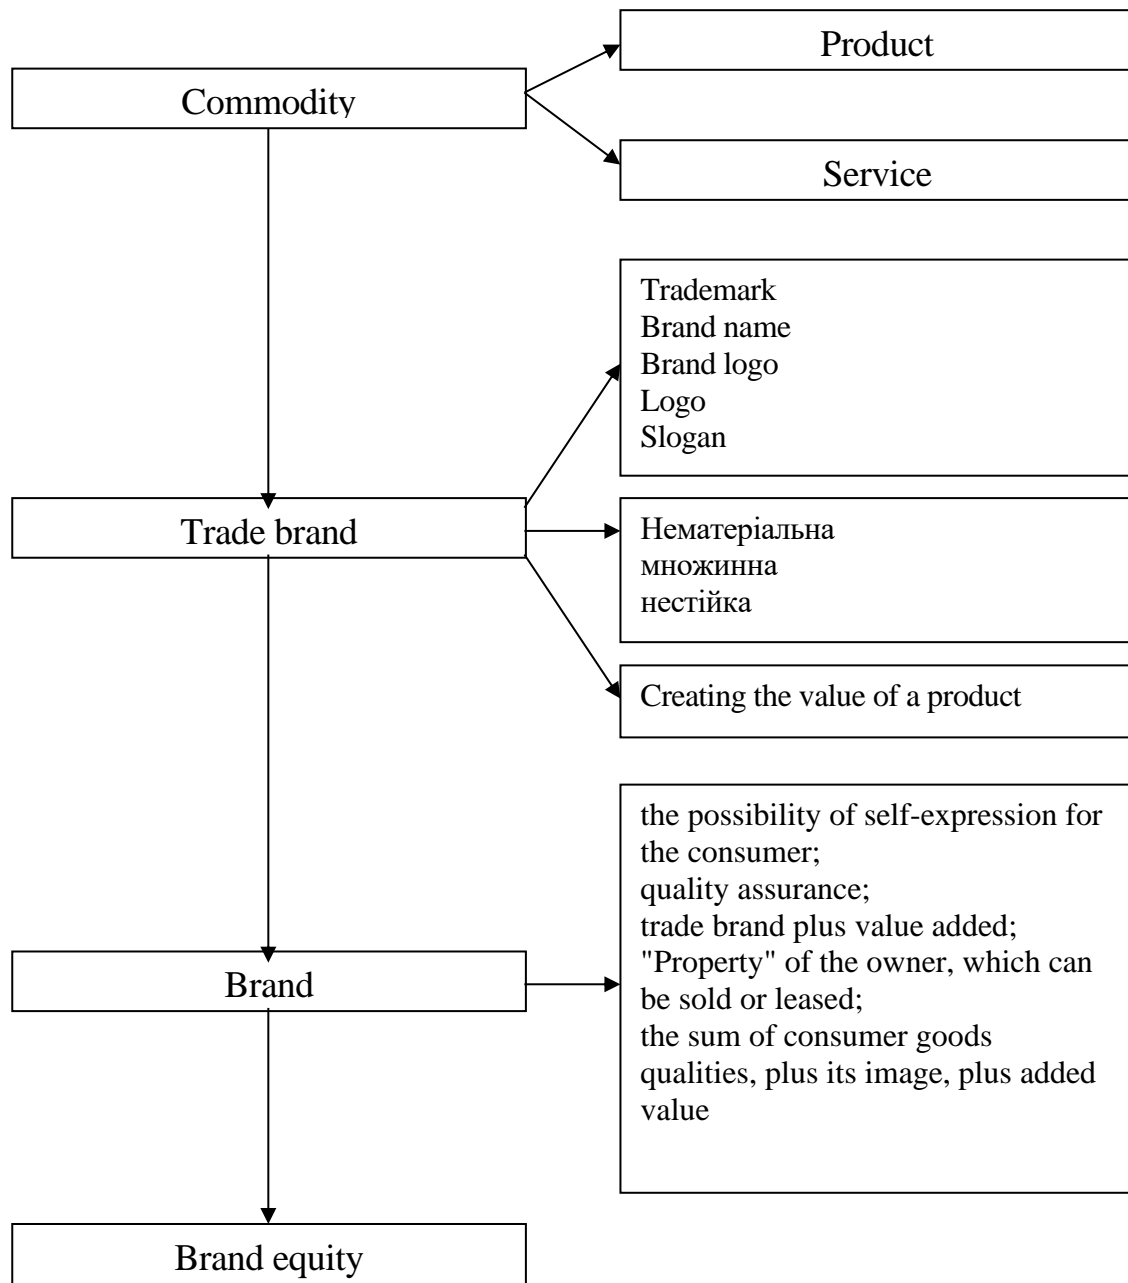 Product
Commodity
Service
Trademark
Brand name
Brand logo
Logo
Slogan
Trade brand
Нематеріальна
множинна
нестійка
Creating the value of a product
the possibility of self-expression for
the consumer;
quality assurance;
trade brand plus value added;
"Property" of the owner, which can
be sold or leased;
the sum of consumer goods
qualities, plus its image, plus added
value
Brand
Brand equity